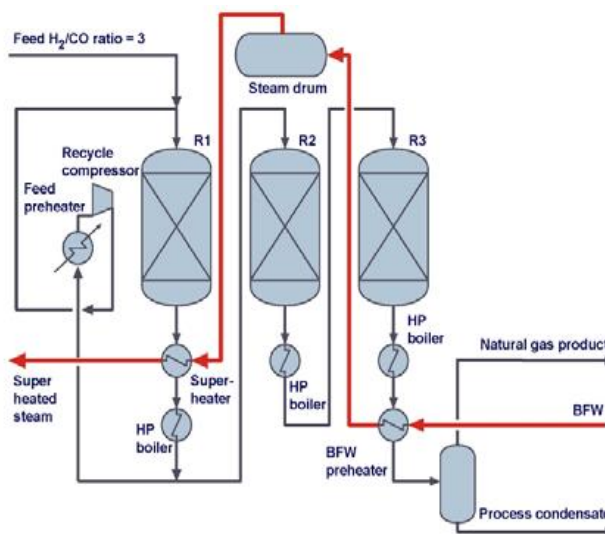 Feed H₂/CO ratio = 3
Steam drum
R1
R2
R3
Recycle
compressor
Feed
preheater
HP
boiler
Natural gas product
Super
heated
steam
Super-
heater
HP
boiler
BFW
HP
boiler
BFW
preheater
Process condensate